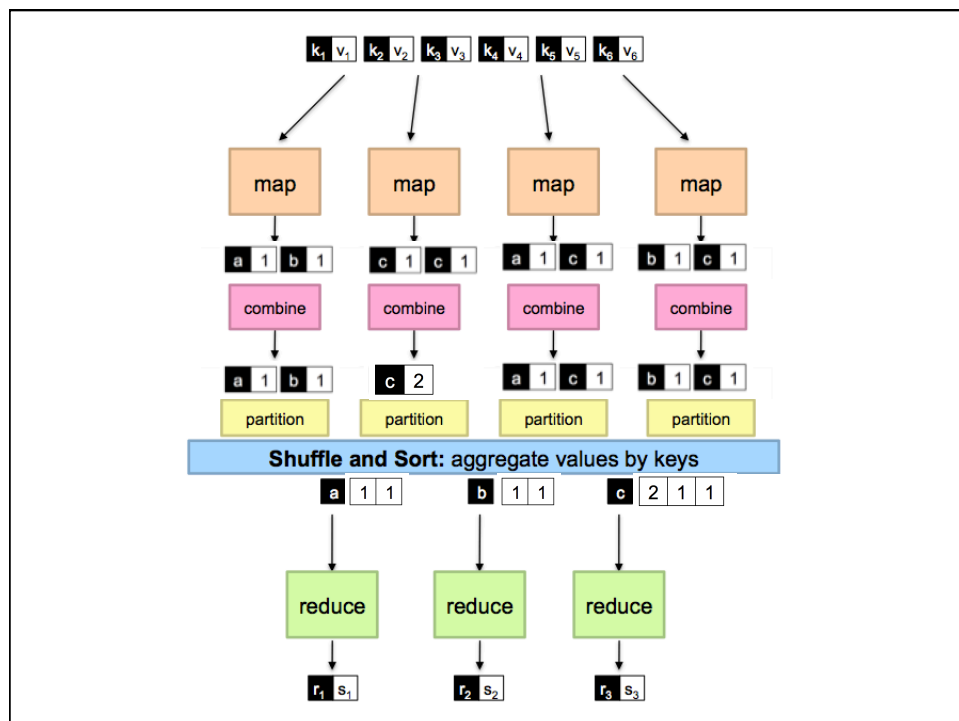 k₁ v₁ k₂ v₂ k₃ v₃ k₄ v₄ k₅ v₅ k₆ v₆
map map map map
a 1 b 1 c 1 c 1 a 1 c 1 b 1 c 1
combine combine combine combine
a 1 b 1 c 2 a 1 c 1 b 1 c 1
partition partition partition partition
Shuffle and Sort: aggregate values by keys
a 1 1 b 1 1 c 2 1 1
reduce reduce reduce
r₁ s₁ r₂ s₂ r₃ s₃